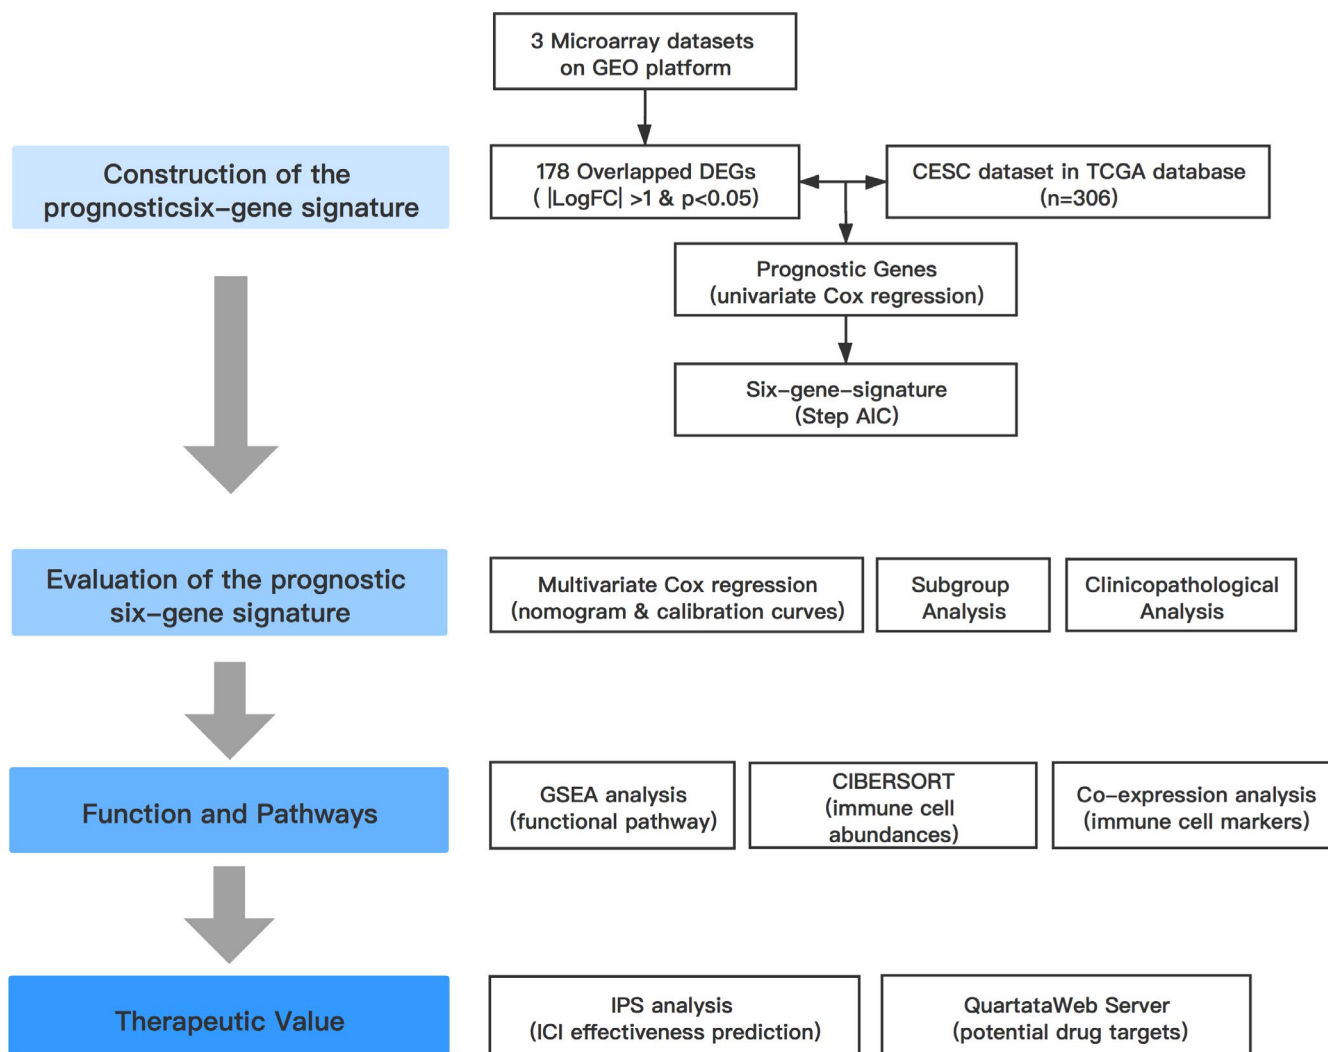 3 Microarray datasets
on GEO platform
Construction of the
prognosticsix-gene signature
178 Overlapped DEGs
( |LogFC| >1 & p<0.05)
CESC dataset in TCGA database
(n=306)
Prognostic Genes
(univariate Cox regression)
Six-gene-signature
(Step AIC)
Evaluation of the prognostic
six-gene signature
Multivariate Cox regression
(nomogram & calibration curves)
Subgroup
Analysis
Clinicopathological
Analysis
Function and Pathways
GSEA analysis
(functional pathway)
CIBERSORT
(immune cell
abundances)
Co-expression analysis
(immune cell markers)
Therapeutic Value
IPS analysis
(ICI effectiveness prediction)
QuartataWeb Server
(potential drug targets)